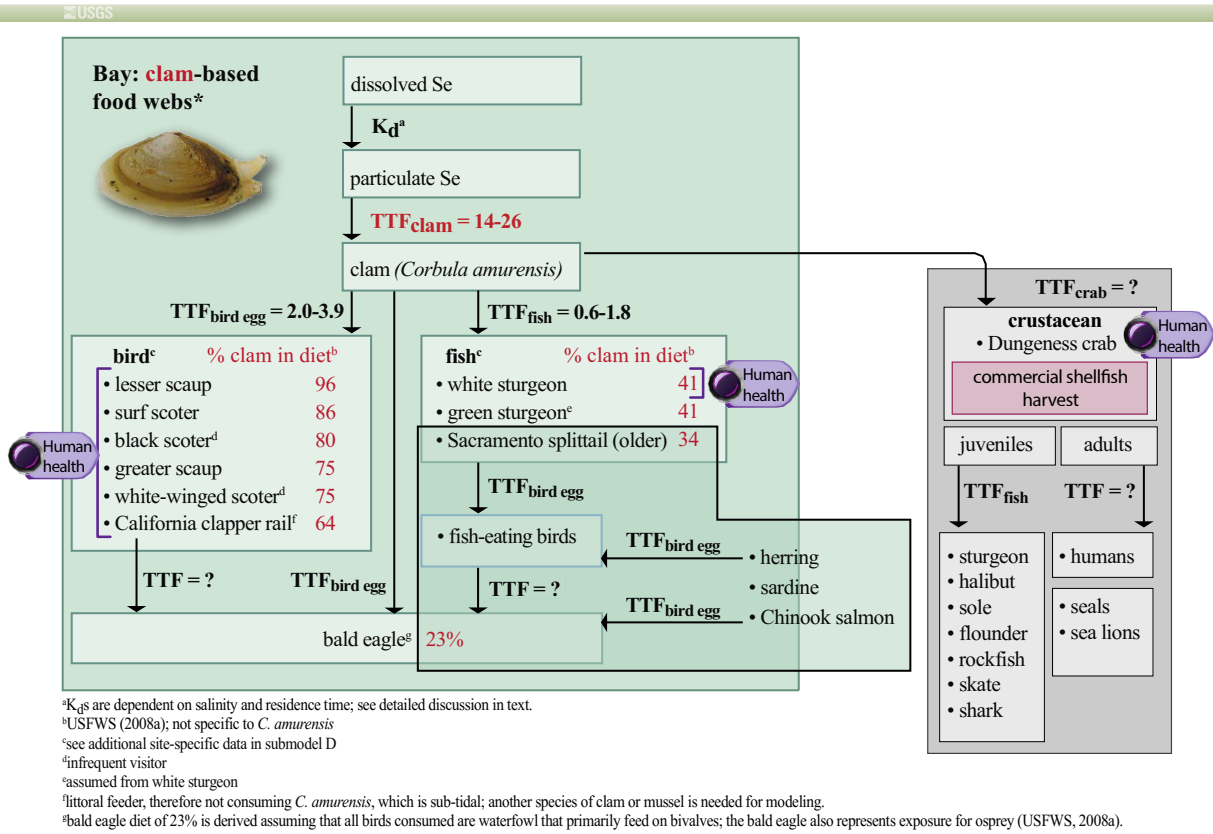 USGS
Bay: clam-based
food webs*
dissolved Se
Kdᵃ
particulate Se
TTFclam = 14-26
clam (Corbula amurensis)
TTFbird egg = 2.0-3.9
TTFfish = 0.6-1.8
birdᶜ % clam in dietᵇ
• lesser scaup 96
• surf scoter 86
• black scoterᵈ 80
• greater scaup 75
• white-winged scoterᵈ 75
• California clapper railᶠ 64
Human
health
fishᶜ % clam in dietᵇ
• white sturgeon 41
• green sturgeonᵉ 41
• Sacramento splittail (older) 34
Human
health
TTFbird egg
• fish-eating birds
TTFbird egg
• herring
• sardine
• Chinook salmon
TTF = ?
TTFbird egg
TTF = ?
TTFbird egg
bald eagleᵍ 23%
TTFcrab = ?
crustacean
• Dungeness crab
Human
health
commercial shellfish
harvest
juveniles
adults
TTFfish
TTF = ?
• sturgeon
• halibut
• sole
• flounder
• rockfish
• skate
• shark
• humans
• seals
• sea lions
ᵃKds are dependent on salinity and residence time; see detailed discussion in text.
ᵇUSFWS (2008a); not specific to C. amurensis
ᶜsee additional site-specific data in submodel D
ᵈinfrequent visitor
ᵉassumed from white sturgeon
ᶠlittoral feeder, therefore not consuming C. amurensis, which is sub-tidal; another species of clam or mussel is needed for modeling.
ᵍbald eagle diet of 23% is derived assuming that all birds consumed are waterfowl that primarily feed on bivalves; the bald eagle also represents exposure for osprey (USFWS, 2008a).